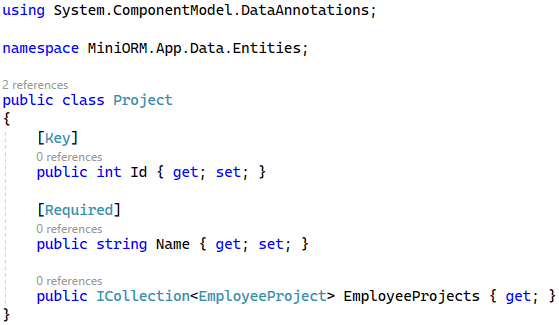 using System.ComponentModel.DataAnnotations;
namespace MiniORM.App.Data.Entities;
2 references
public class Project
{
[Key]
0 references
public int Id { get; set; }
[Required]
0 references
public string Name { get; set; }
0 references
public ICollection<EmployeeProject> EmployeeProjects { get; }
}